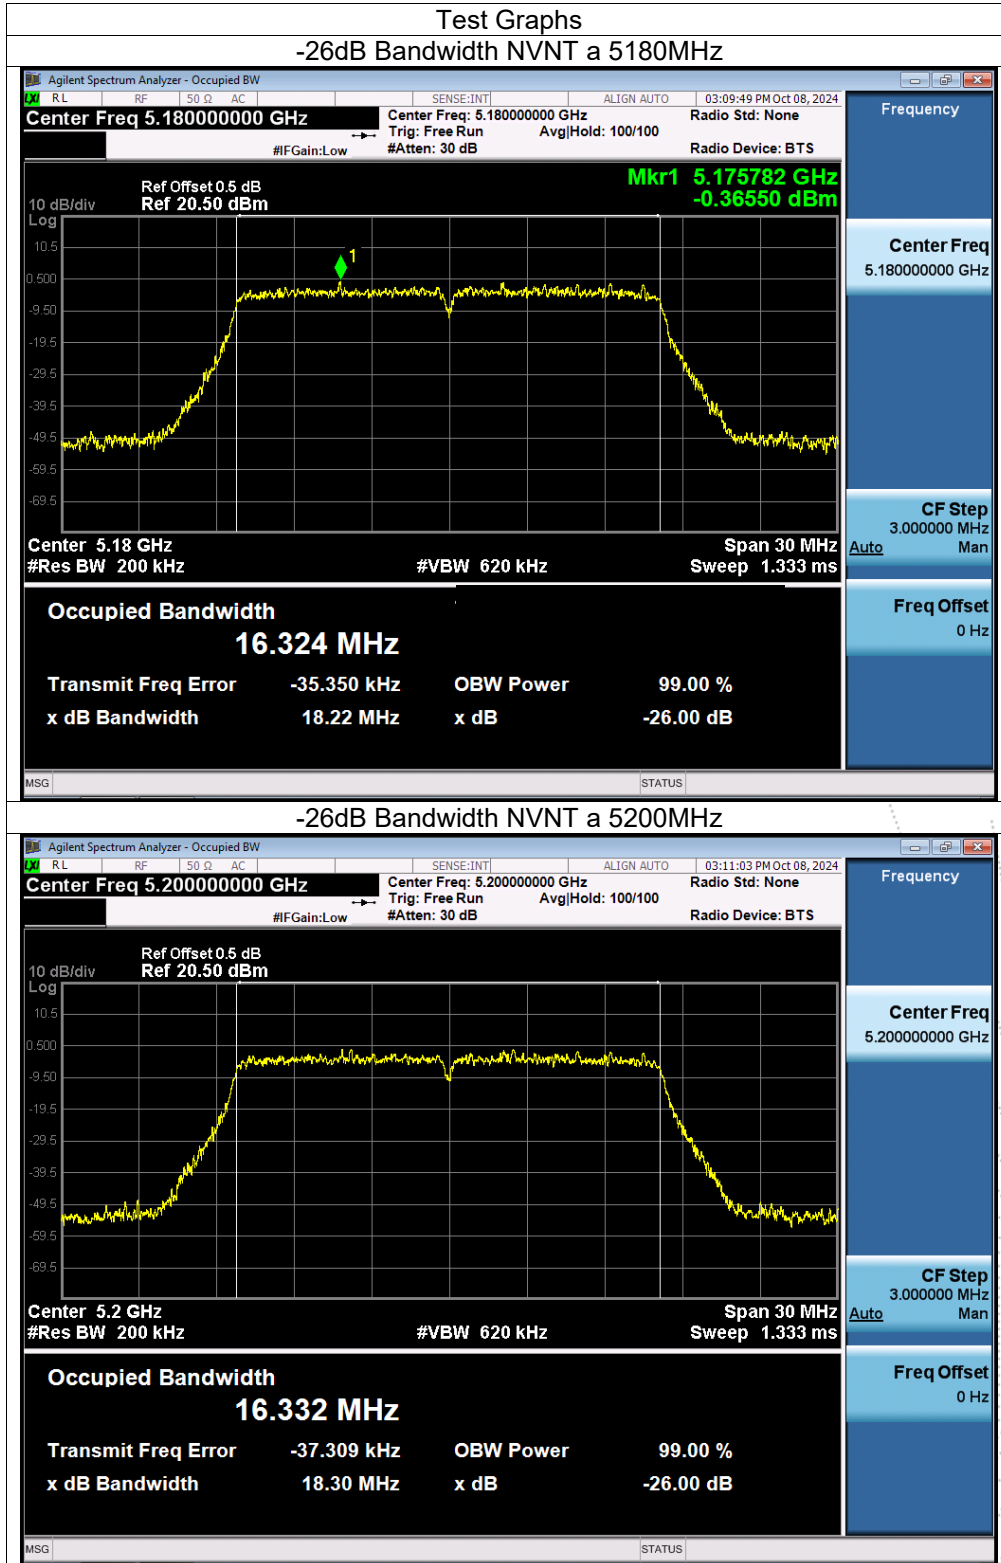 Test Graphs
-26dB Bandwidth NVNT a 5180MHz
Agilent Spectrum Analyzer - Occupied BW
LXI RL RF 50 Ω AC SENSE:INT ALIGN AUTO 03:09:49 PM Oct 08, 2024
Center Freq 5.180000000 GHz Center Freq: 5.180000000 GHz Radio Std: None
Trig: Free Run Avg|Hold: 100/100
#IFGain:Low #Atten: 30 dB Radio Device: BTS
Frequency
Mkr1 5.175782 GHz
-0.36550 dBm
Ref Offset 0.5 dB
10 dB/div Ref 20.50 dBm
Log
10.5
0.500
-9.50
-19.5
-29.5
-39.5
-49.5
-59.5
-69.5
1
Center Freq
5.180000000 GHz
CF Step
3.000000 MHz
Auto Man
Freq Offset
0 Hz
Center 5.18 GHz Span 30 MHz
#Res BW 200 kHz #VBW 620 kHz Sweep 1.333 ms
Occupied Bandwidth
16.324 MHz
Transmit Freq Error -35.350 kHz OBW Power 99.00 %
x dB Bandwidth 18.22 MHz x dB -26.00 dB
MSG STATUS
-26dB Bandwidth NVNT a 5200MHz
Agilent Spectrum Analyzer - Occupied BW
LXI RL RF 50 Ω AC SENSE:INT ALIGN AUTO 03:11:03 PM Oct 08, 2024
Center Freq 5.200000000 GHz Center Freq: 5.200000000 GHz Radio Std: None
Trig: Free Run Avg|Hold: 100/100
#IFGain:Low #Atten: 30 dB Radio Device: BTS
Frequency
Ref Offset 0.5 dB
10 dB/div Ref 20.50 dBm
Log
10.5
0.500
-9.50
-19.5
-29.5
-39.5
-49.5
-59.5
-69.5
Center Freq
5.200000000 GHz
CF Step
3.000000 MHz
Auto Man
Freq Offset
0 Hz
Center 5.2 GHz Span 30 MHz
#Res BW 200 kHz #VBW 620 kHz Sweep 1.333 ms
Occupied Bandwidth
16.332 MHz
Transmit Freq Error -37.309 kHz OBW Power 99.00 %
x dB Bandwidth 18.30 MHz x dB -26.00 dB
MSG STATUS